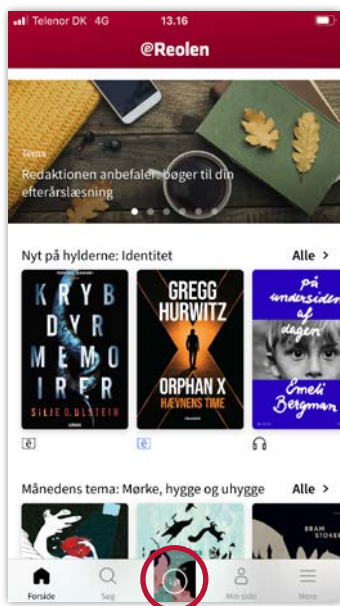 Telenor DK 4G 13.16
@Reolen
Tema
Redaktionen anbefaler: bøger til din
efterårslæsning
Nyt på hylderne: Identitet Alle >
KRYB
DYR
MEMO
IRER
SILJE O. ULSTEIN
GREGG
HURWITZ
ORPHAN X
HÆVNENS TIME
på
undersiden
af
dagen
Emeli
Bergman
ē
ē
Månedens tema: Mørke, hygge og uhygge Alle >
BRAM
STOKER
Forside Søg Lyt Min side Mere